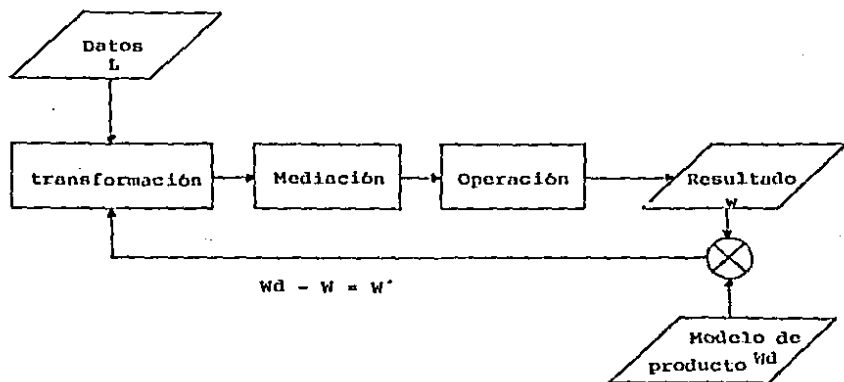 Datos
L
transformación
Mediación
Operación
Resultado
W
Wd - W = W'
Modelo de
producto Wd